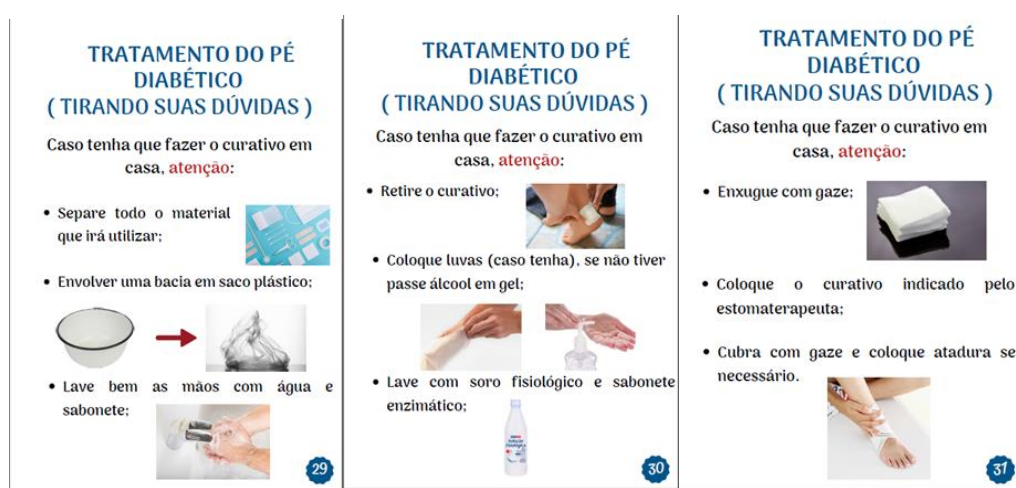 TRATAMENTO DO PÉ
DIABÉTICO
( TIRANDO SUAS DÚVIDAS )
Caso tenha que fazer o curativo em
casa, atenção:
• Separe todo o material
que irá utilizar;
• Envolver uma bacia em saco plástico;
• Lave bem as mãos com água e
sabonete;
29
TRATAMENTO DO PÉ
DIABÉTICO
( TIRANDO SUAS DÚVIDAS )
Caso tenha que fazer o curativo em
casa, atenção:
• Retire o curativo;
• Coloque luvas (caso tenha), se não tiver
passe álcool em gel;
• Lave com soro fisiológico e sabonete
enzimático;
30
TRATAMENTO DO PÉ
DIABÉTICO
( TIRANDO SUAS DÚVIDAS )
Caso tenha que fazer o curativo em
casa, atenção:
• Enxugue com gaze;
• Coloque o curativo indicado pelo
estomaterapeuta;
• Cubra com gaze e coloque atadura se
necessário.
31